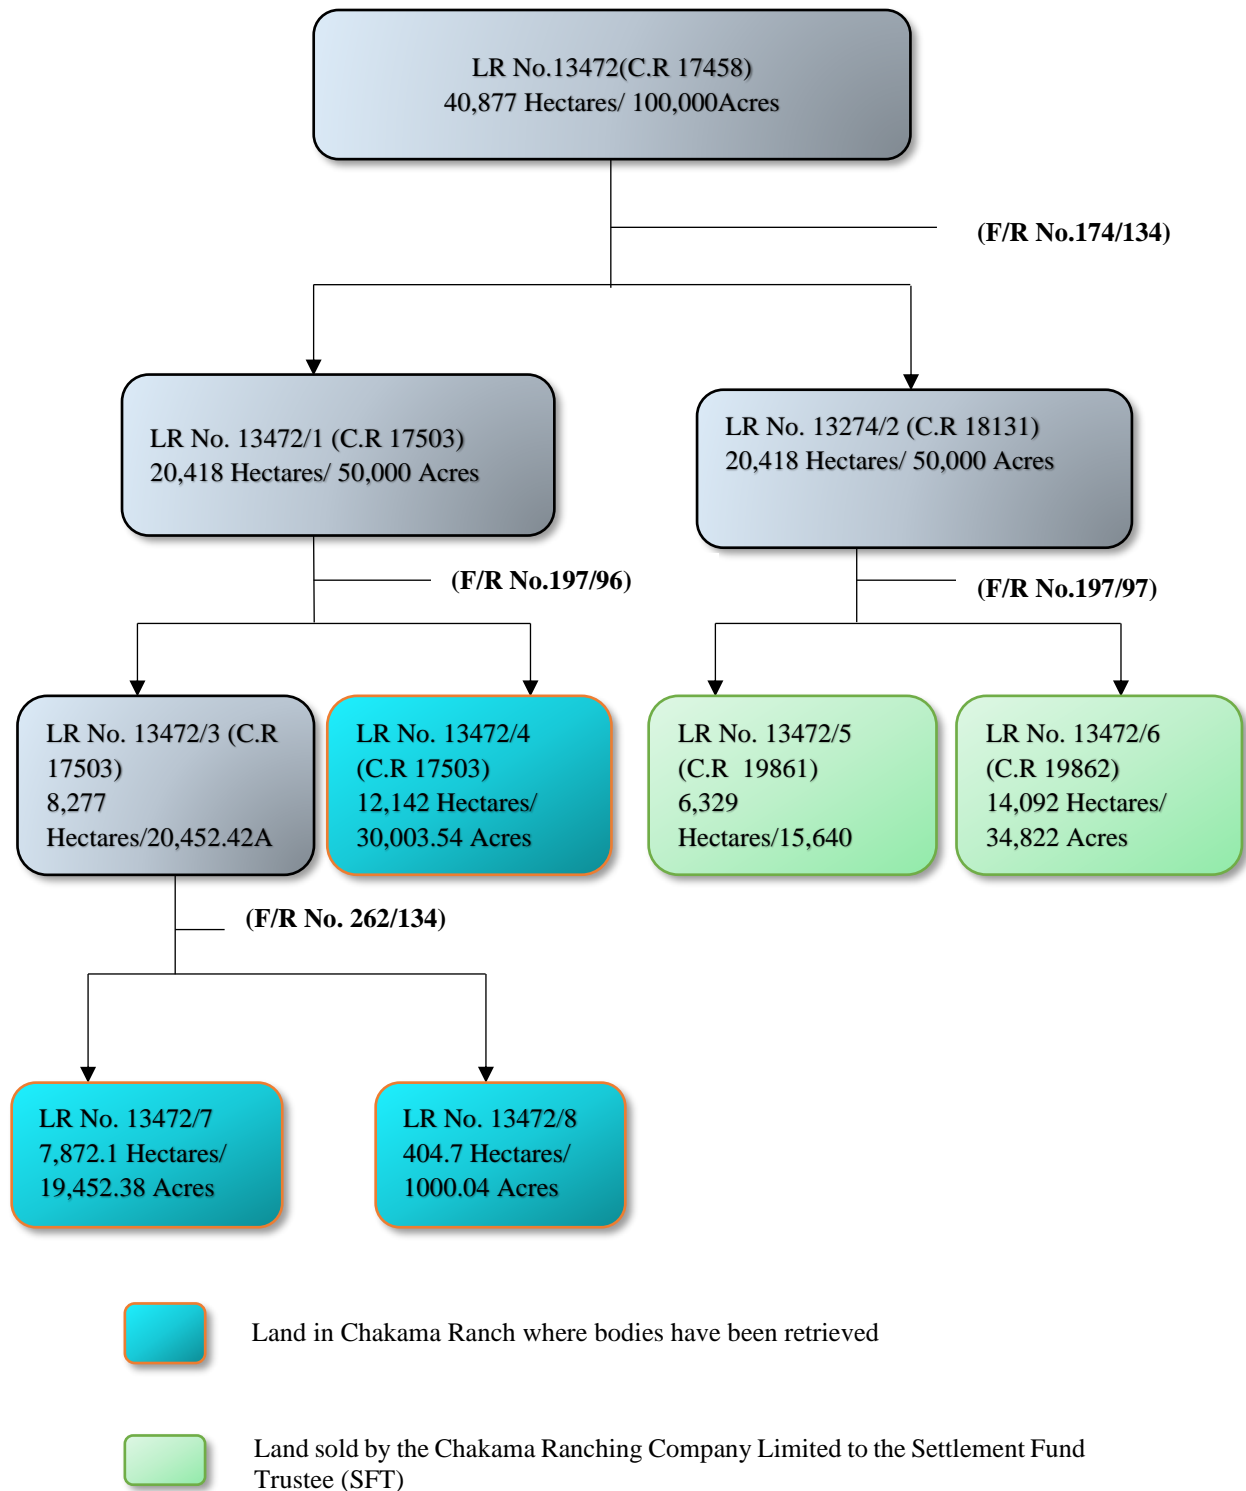 LR No.13472(C.R 17458)
40,877 Hectares/ 100,000Acres
(F/R No.174/134)
LR No. 13472/1 (C.R 17503)
20,418 Hectares/ 50,000 Acres
LR No. 13274/2 (C.R 18131)
20,418 Hectares/ 50,000 Acres
(F/R No.197/96)
(F/R No.197/97)
LR No. 13472/3 (C.R
17503)
8,277
Hectares/20,452.42A
LR No. 13472/4
(C.R 17503)
12,142 Hectares/
30,003.54 Acres
LR No. 13472/5
(C.R 19861)
6,329
Hectares/15,640
LR No. 13472/6
(C.R 19862)
14,092 Hectares/
34,822 Acres
(F/R No. 262/134)
LR No. 13472/7
7,872.1 Hectares/
19,452.38 Acres
LR No. 13472/8
404.7 Hectares/
1000.04 Acres
Land in Chakama Ranch where bodies have been retrieved
Land sold by the Chakama Ranching Company Limited to the Settlement Fund
Trustee (SFT)